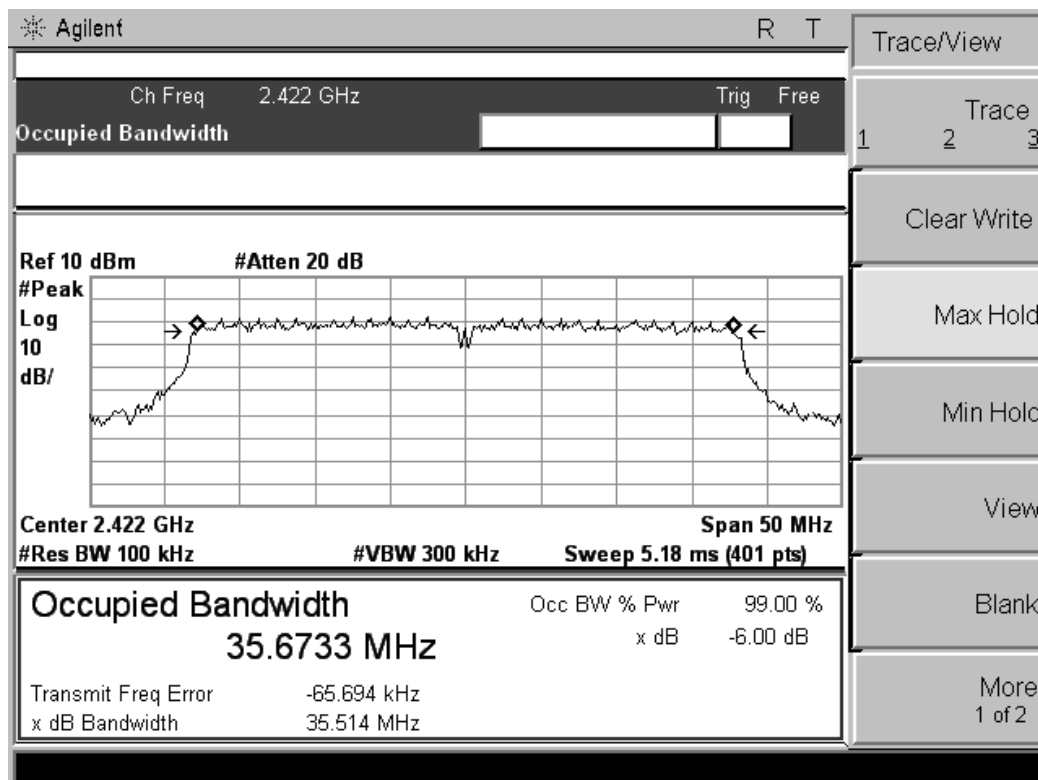 Agilent R T
Trace/View
Ch Freq 2.422 GHz Trig Free
Occupied Bandwidth
Trace
1 2 3
Clear Write
Ref 10 dBm #Atten 20 dB
#Peak
Log
10
dB/
Max Hold
Min Hold
Center 2.422 GHz Span 50 MHz
#Res BW 100 kHz #VBW 300 kHz Sweep 5.18 ms (401 pts)
View
Occupied Bandwidth Occ BW % Pwr 99.00 %
35.6733 MHz x dB -6.00 dB
Transmit Freq Error -65.694 kHz
x dB Bandwidth 35.514 MHz
Blank
More
1 of 2